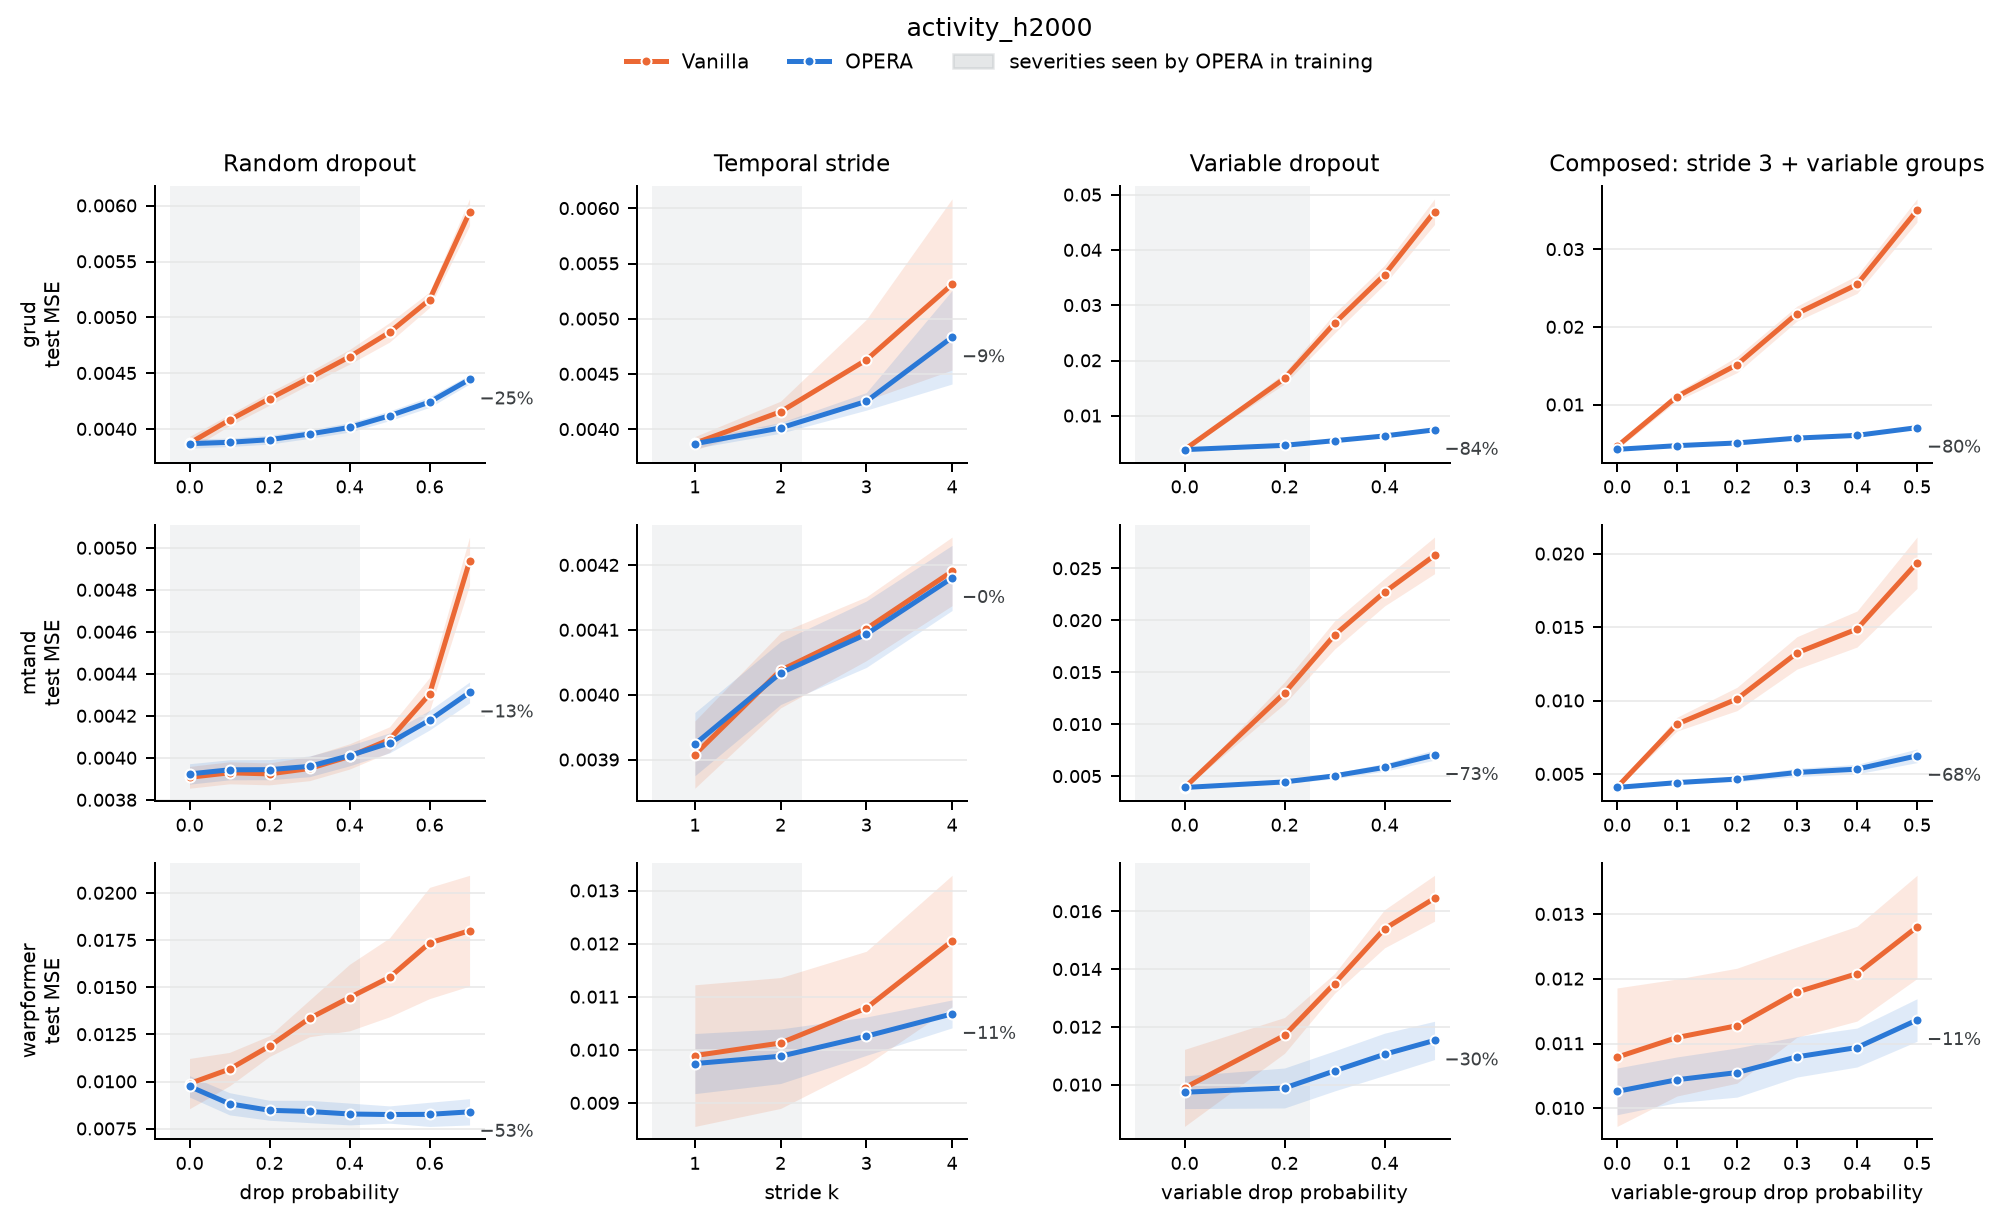 activity_h2000
Vanilla OPERA severities seen by OPERA in training
Random dropout Temporal stride Variable dropout Composed: stride 3 + variable groups
grud
test MSE
0.0060
0.0055
0.0050
0.0045
0.0040
0.0 0.2 0.4 0.6
−25%
0.0060
0.0055
0.0050
0.0045
0.0040
1 2 3 4
−9%
0.05
0.04
0.03
0.02
0.01
0.0 0.2 0.4
−84%
0.03
0.02
0.01
0.0 0.1 0.2 0.3 0.4 0.5
−80%
mtand
test MSE
0.0050
0.0048
0.0046
0.0044
0.0042
0.0040
0.0038
0.0 0.2 0.4 0.6
−13%
0.0042
0.0041
0.0040
0.0039
1 2 3 4
−0%
0.025
0.020
0.015
0.010
0.005
0.0 0.2 0.4
−73%
0.020
0.015
0.010
0.005
0.0 0.1 0.2 0.3 0.4 0.5
−68%
warpformer
test MSE
0.0200
0.0175
0.0150
0.0125
0.0100
0.0075
0.0 0.2 0.4 0.6
−53%
drop probability
0.013
0.012
0.011
0.010
0.009
1 2 3 4
−11%
stride k
0.016
0.014
0.012
0.010
0.0 0.2 0.4
−30%
variable drop probability
0.013
0.012
0.011
0.010
0.0 0.1 0.2 0.3 0.4 0.5
−11%
variable-group drop probability